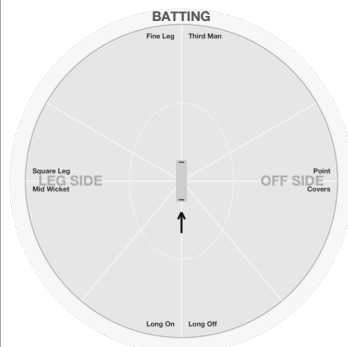 BATTING
Fine Leg
Third Man
Square Leg
Point
LEG SIDE
OFF SIDE
Mid Wicket
Covers
Long On
Long Off